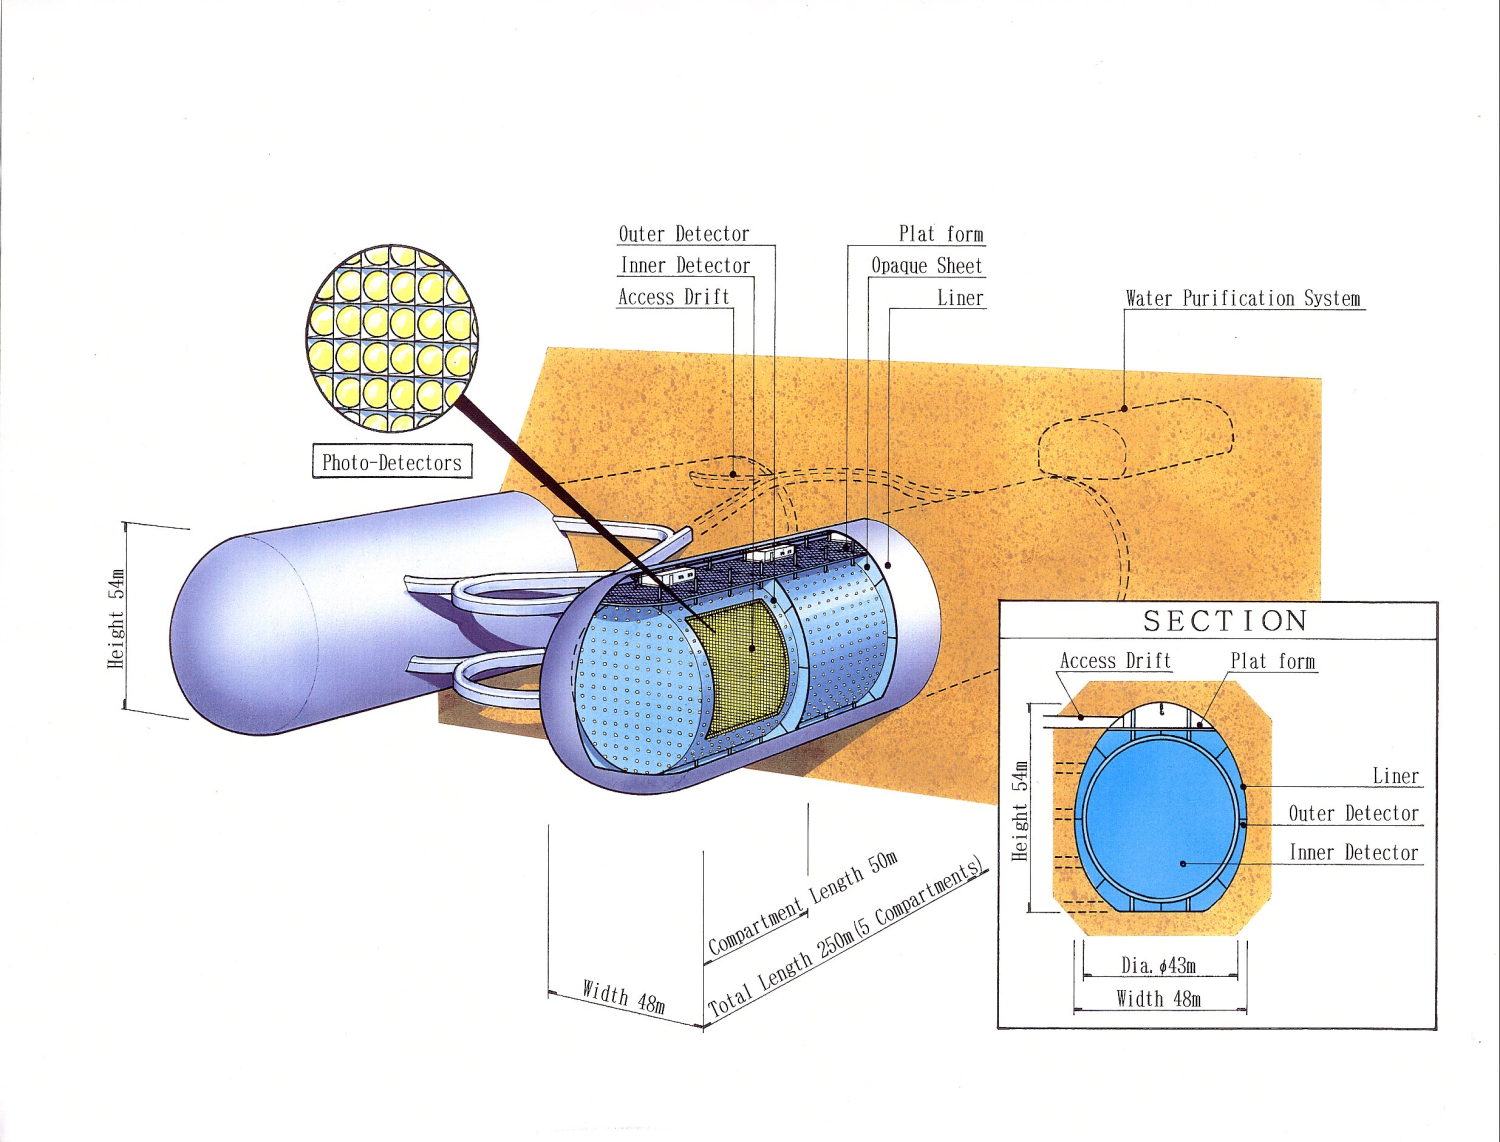 Outer Detector
Inner Detector
Access Drift
Plat form
Opaque Sheet
Liner
Water Purification System
Photo-Detectors
Height 54m
Compartment Length 50m
Total Length 250m(5 Compartments)
Width 48m
SECTION
Access Drift
Plat form
Height 54m
Liner
Outer Detector
Inner Detector
Dia. φ43m
Width 48m